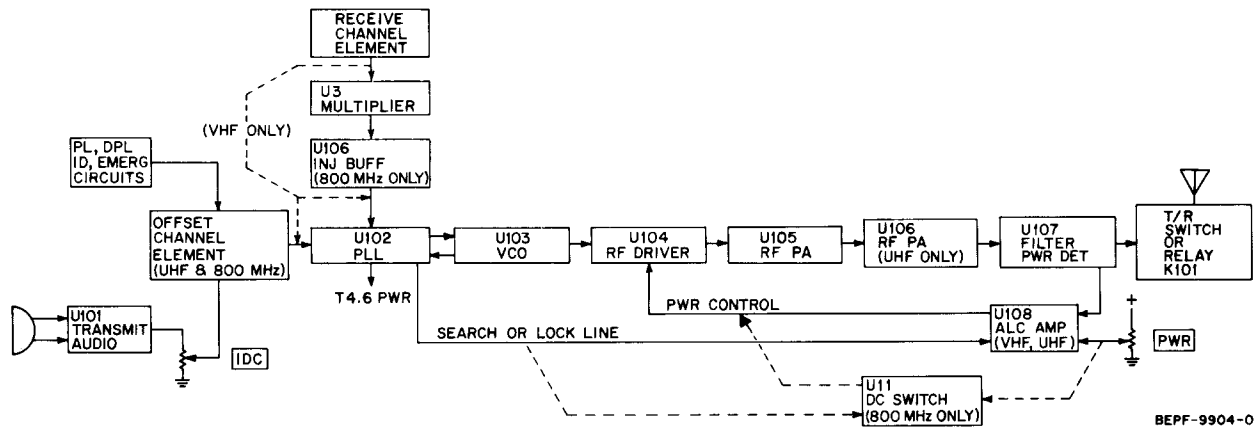 RECEIVE
CHANNEL
ELEMENT
U3
MULTIPLIER
(VHF ONLY)
U106
INJ BUFF
(800 MHz ONLY)
PL, DPL
ID, EMERG
CIRCUITS
OFFSET
CHANNEL
ELEMENT
(UHF & 800 MHz)
U102
PLL
U103
VCO
U104
RF DRIVER
U105
RF PA
U106
RF PA
(UHF ONLY)
U107
FILTER
PWR DET
T/R
SWITCH
OR
RELAY
K101
T4.6 PWR
U101
TRANSMIT
AUDIO
IDC
PWR CONTROL
SEARCH OR LOCK LINE
U108
ALC AMP
(VHF, UHF)
+
PWR
U11
DC SWITCH
(800 MHz ONLY)
BEPF-9904-O